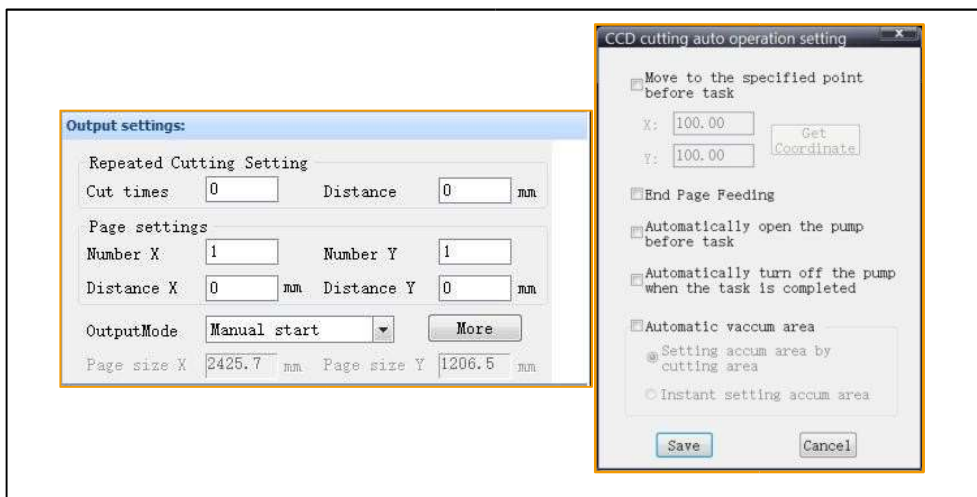 Output settings:
Repeated Cutting Setting
Cut times 0 Distance 0 mm
Page settings
Number X 1 Number Y 1
Distance X 0 mm Distance Y 0 mm
OutputMode Manual start More
Page size X 2425.7 mm Page size Y 1206.5 mm
CCD cutting auto operation setting x
Move to the specified point
before task
X: 100.00
Y: 100.00
Get
Coordinate
End Page Feeding
Automatically open the pump
before task
Automatically turn off the pump
when the task is completed
Automatic vaccum area
Setting accum area by
cutting area
Instant setting accum area
Save Cancel